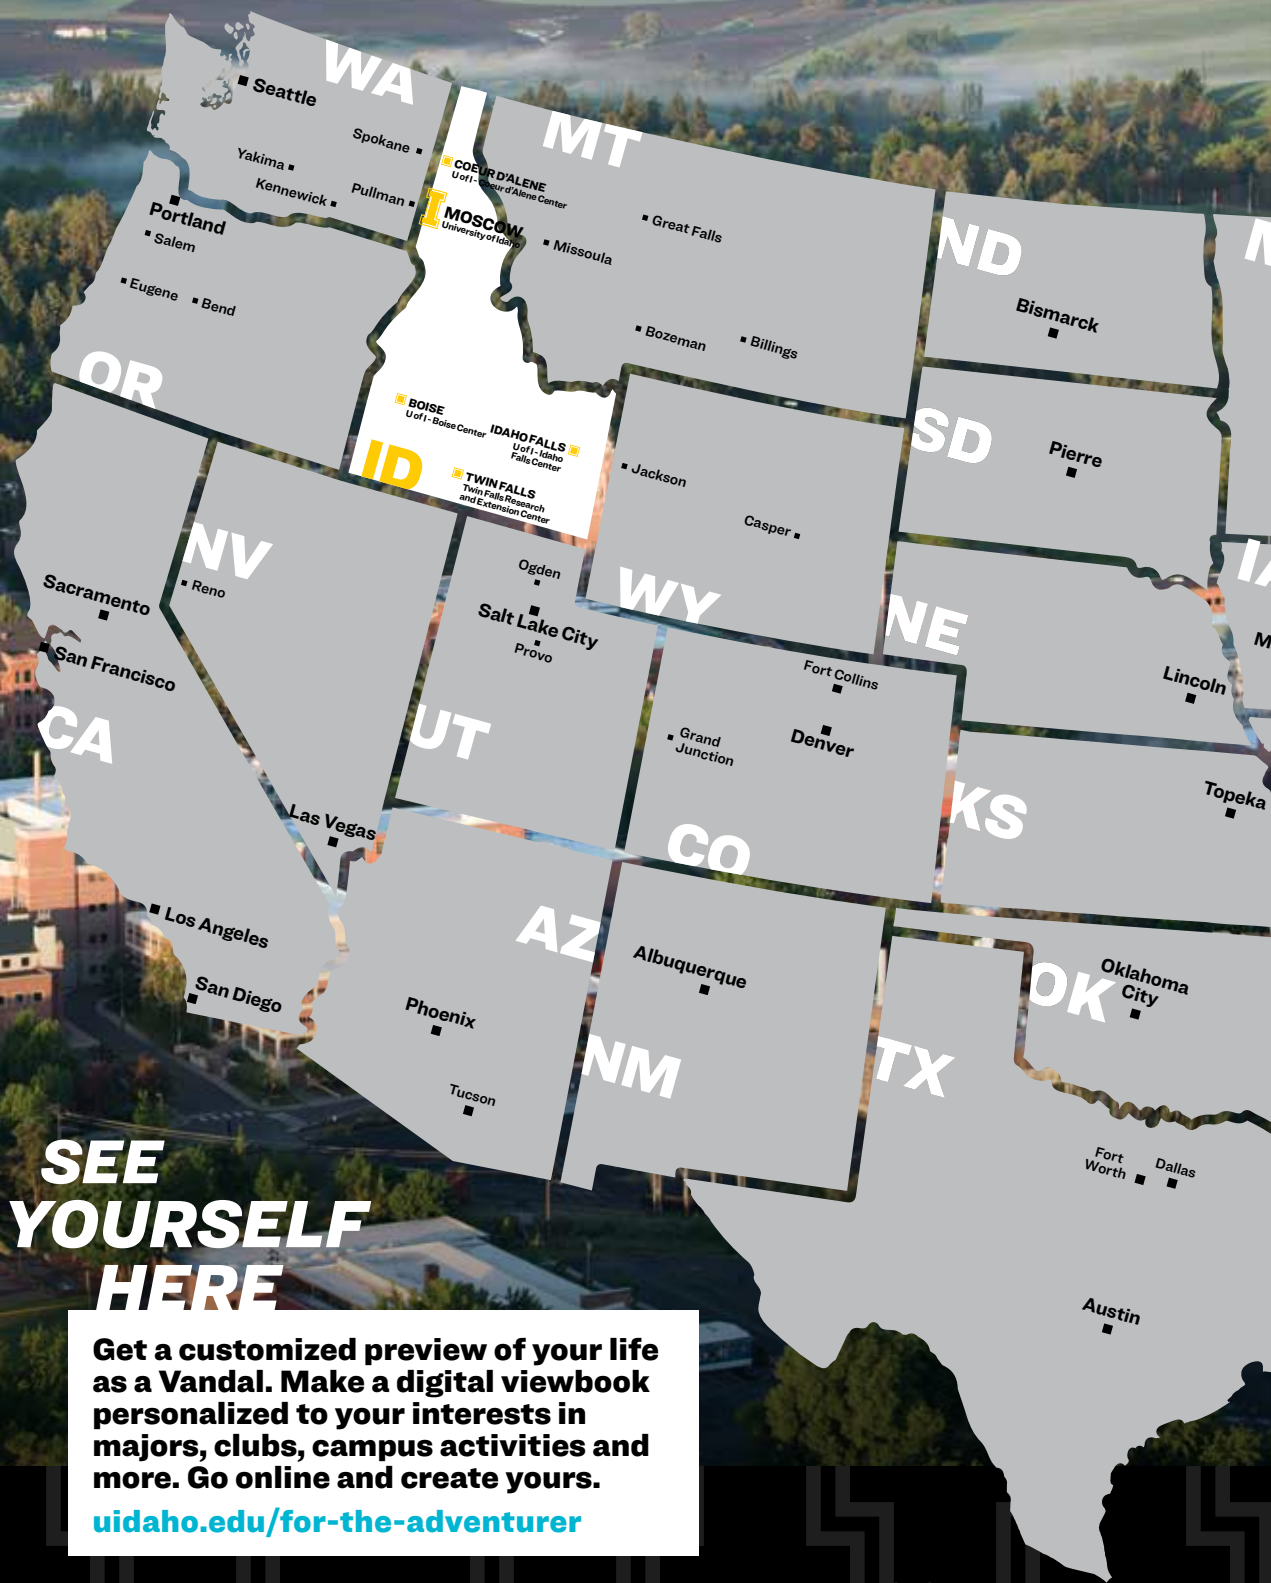 WA
Seattle
Spokane
Yakima
Kennewick
Pullman
COEUR D'ALENE
U of I - Coeur d'Alene Center
I
MOSCOW
University of Idaho
MT
Great Falls
Missoula
Bozeman
Billings
ND
Bismarck
Portland
Salem
Eugene
Bend
OR
BOISE
U of I - Boise Center
IDAHO FALLS
U of I - Idaho
Falls Center
ID
TWIN FALLS
Twin Falls Research
and Extension Center
SD
Pierre
Jackson
Casper
WY
NV
Reno
Ogden
Salt Lake City
Provo
UT
NE
Lincoln
Sacramento
San Francisco
CA
Fort Collins
Denver
Grand
Junction
CO
KS
Topeka
Las Vegas
Los Angeles
San Diego
AZ
Phoenix
Tucson
Albuquerque
NM
OK
Oklahoma
City
TX
Fort
Worth
Dallas
Austin
SEE
YOURSELF
HERE
Get a customized preview of your life
as a Vandal. Make a digital viewbook
personalized to your interests in
majors, clubs, campus activities and
more. Go online and create yours.
uidaho.edu/for-the-adventurer